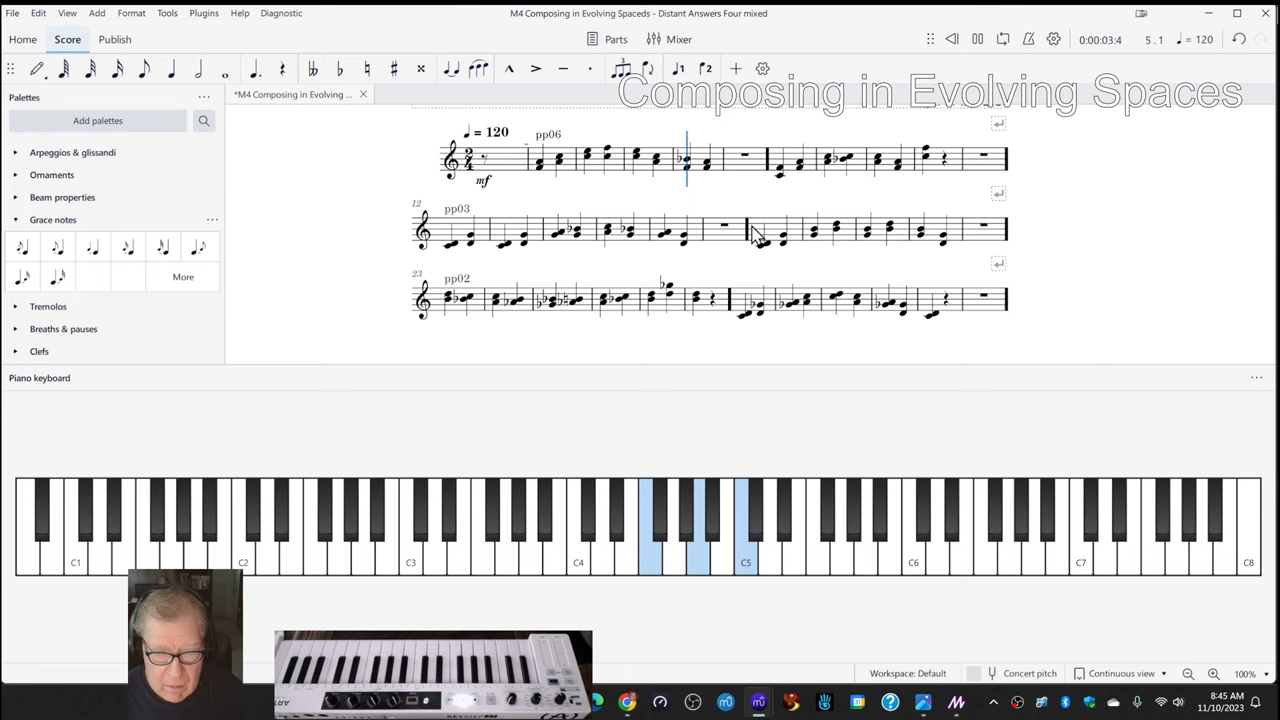 File Edit View Add Format Tools Plugins Help Diagnostic
M4 Composing in Evolving Spaceds - Distant Answers Four mixed
Home Score Publish
Parts Mixer
0:00:03:4 5 . 1 = 120
Palettes
*M4 Composing in Evolving ...
Composing in Evolving Spaces
Add palettes
Arpeggios & glissandi
Ornaments
Beam properties
Grace notes
More
Tremolos
Breaths & pauses
Clefs
= 120 pp06
2
4
mf
12 pp03
23 pp02
Piano keyboard
C1 C2 C3 C4 C5 C6 C7 C8
Workspace: Default Concert pitch Continuous view 100%
8:45 AM
11/10/2023